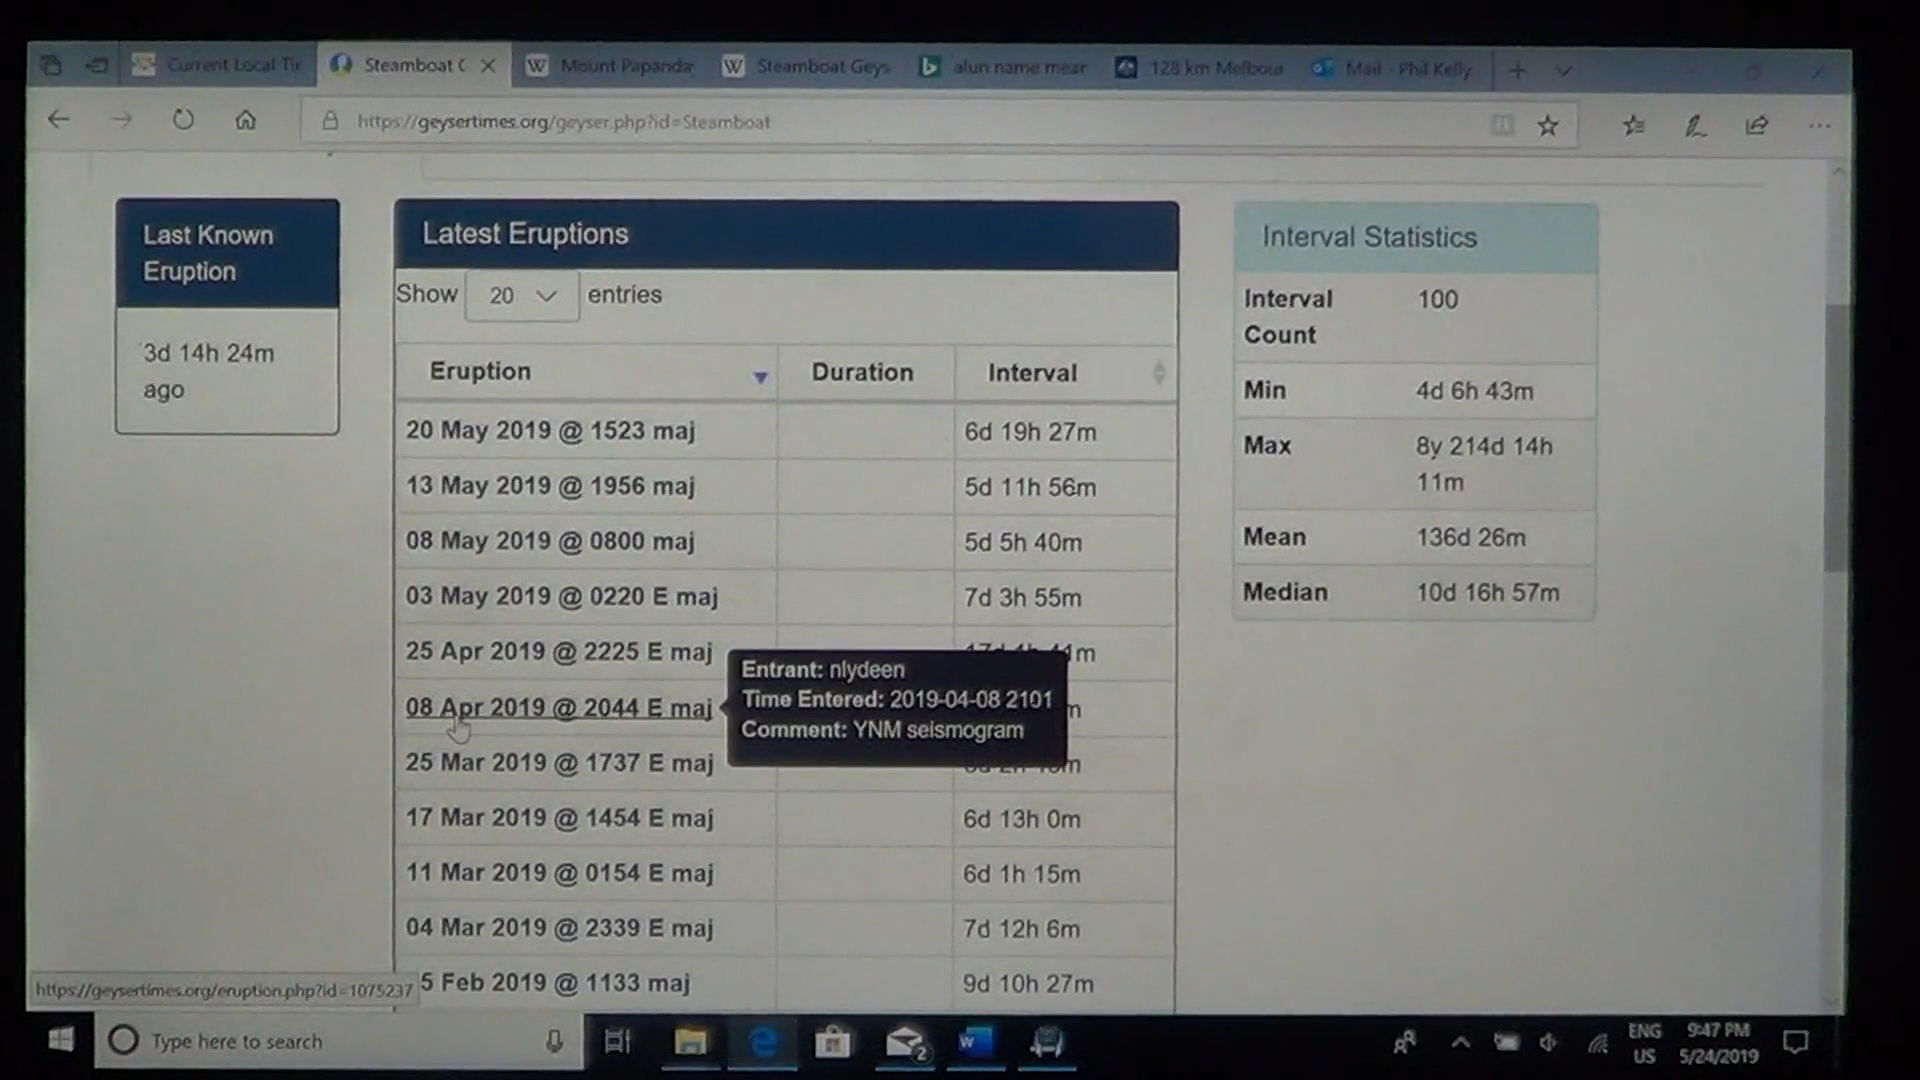 Current Local Tir
Steamboat G
Mount Papanda
Steamboat Geys
alun name mear
128 km Melbour
Mail - Phil Kelly
https://geysertimes.org/geyser.php?id=Steamboat
Last Known
Eruption
3d 14h 24m
ago
Latest Eruptions
Show 20 entries
Eruption Duration Interval
20 May 2019 @ 1523 maj 6d 19h 27m
13 May 2019 @ 1956 maj 5d 11h 56m
08 May 2019 @ 0800 maj 5d 5h 40m
03 May 2019 @ 0220 E maj 7d 3h 55m
25 Apr 2019 @ 2225 E maj
08 Apr 2019 @ 2044 E maj
Entrant: nlydeen
Time Entered: 2019-04-08 2101
Comment: YNM seismogram
25 Mar 2019 @ 1737 E maj
17 Mar 2019 @ 1454 E maj 6d 13h 0m
11 Mar 2019 @ 0154 E maj 6d 1h 15m
04 Mar 2019 @ 2339 E maj 7d 12h 6m
5 Feb 2019 @ 1133 maj 9d 10h 27m
Interval Statistics
Interval
Count 100
Min 4d 6h 43m
Max 8y 214d 14h
11m
Mean 136d 26m
Median 10d 16h 57m
https://geysertimes.org/eruption.php?id=1075237
Type here to search
2
ENG
US
9:47 PM
5/24/2019